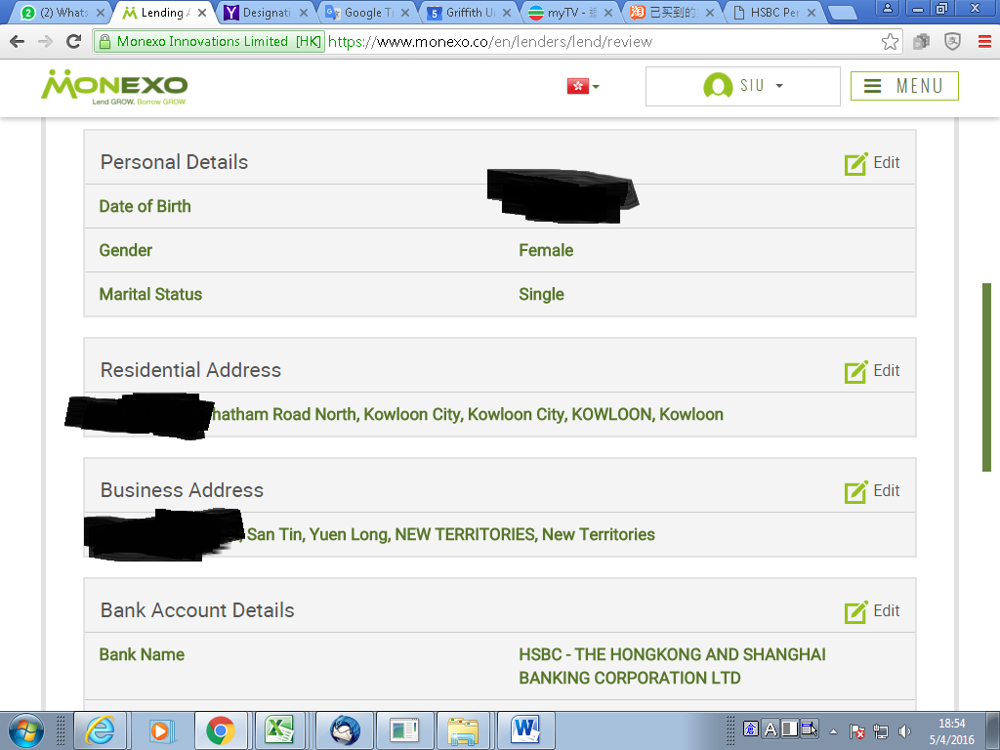 (2) Whats
Lending
Designati
Google Tr
Griffith Un
myTV -
已买到的
HSBC Per
Monexo Innovations Limited [HK] https://www.monexo.co/en/lenders/lend/review
MONEXO
Lend GROW. Borrow GROW
SIU
MENU
Personal Details
Edit
Date of Birth
Gender
Female
Marital Status
Single
Residential Address
Edit
hatham Road North, Kowloon City, Kowloon City, KOWLOON, Kowloon
Business Address
Edit
San Tin, Yuen Long, NEW TERRITORIES, New Territories
Bank Account Details
Edit
Bank Name
HSBC - THE HONGKONG AND SHANGHAI
BANKING CORPORATION LTD
18:54
5/4/2016